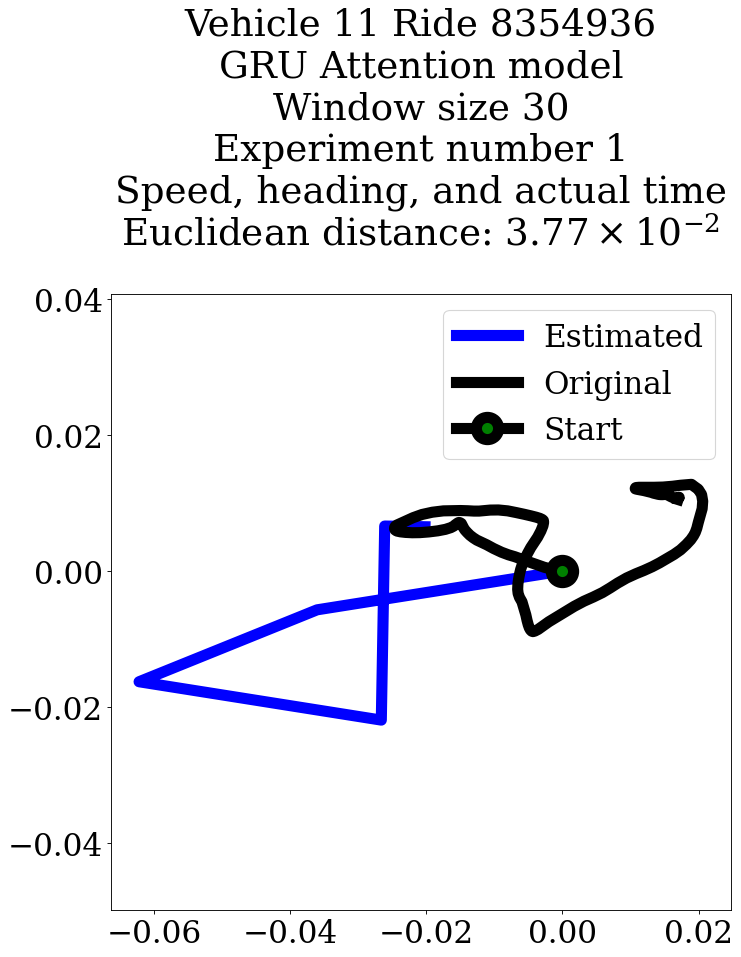 Vehicle 11 Ride 8354936
GRU Attention model
Window size 30
Experiment number 1
Speed, heading, and actual time
Euclidean distance: 3.77 × 10⁻²
0.04
Estimated
Original
Start
0.02
0.00
−0.02
−0.04
−0.06 −0.04 −0.02 0.00 0.02